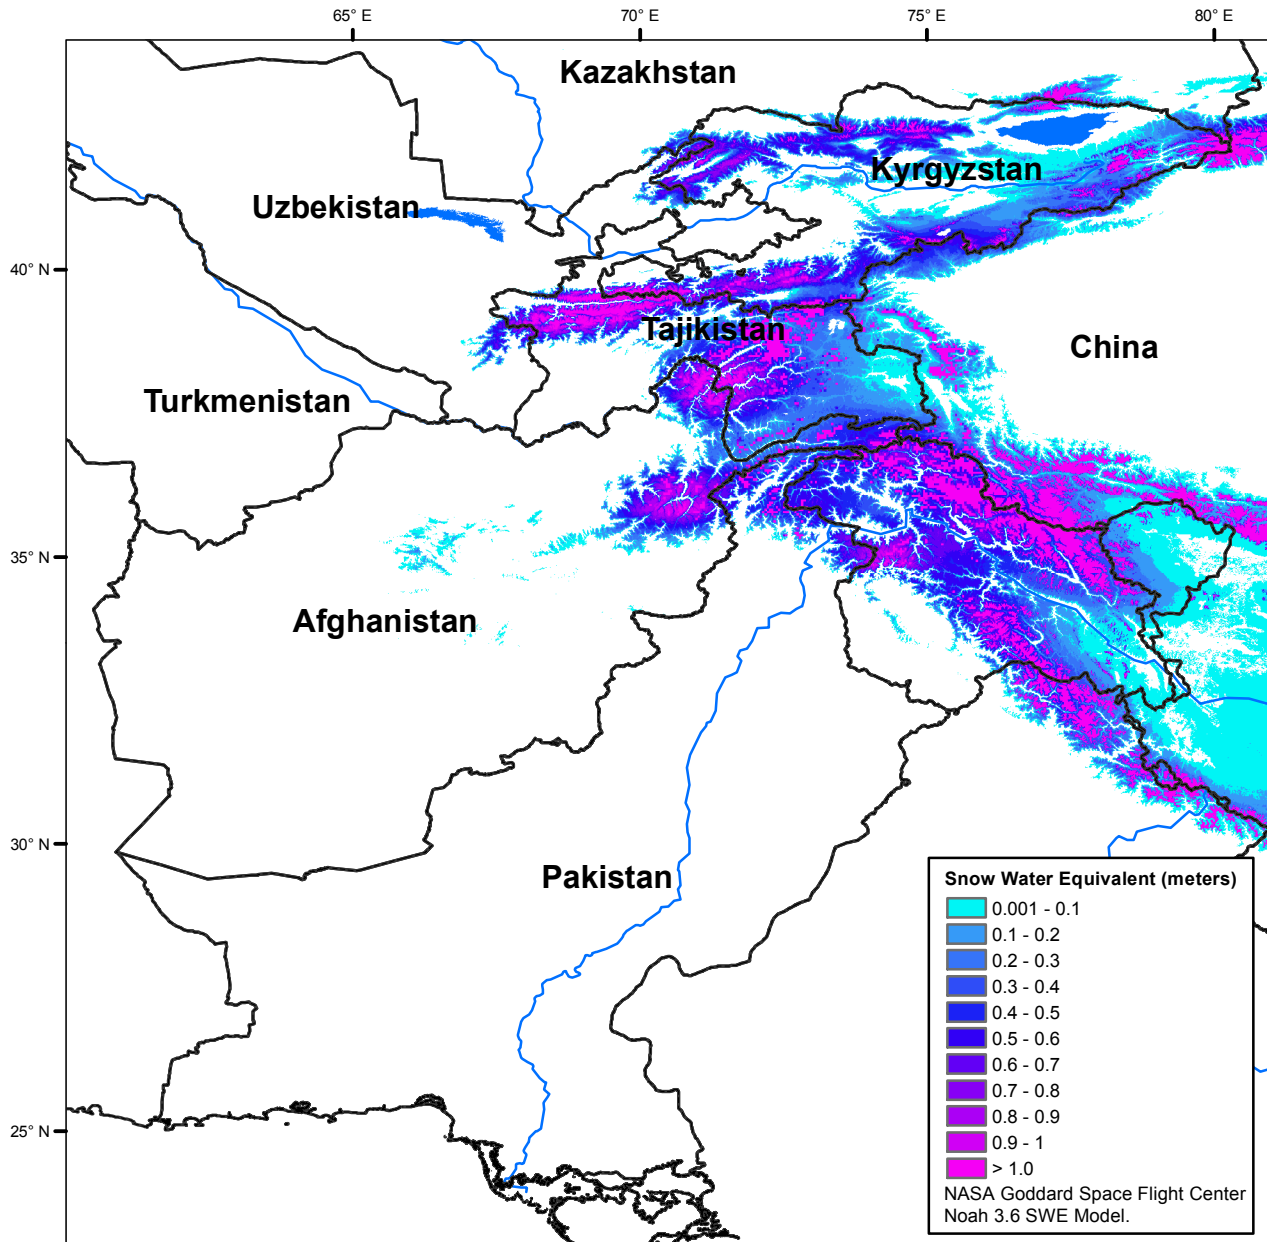 65° E
70° E
75° E
80° E
Kazakhstan
Kyrgyzstan
Uzbekistan
40° N
Tajikistan
China
Turkmenistan
35° N
Afghanistan
30° N
Pakistan
25° N
Snow Water Equivalent (meters)
0.001 - 0.1
0.1 - 0.2
0.2 - 0.3
0.3 - 0.4
0.4 - 0.5
0.5 - 0.6
0.6 - 0.7
0.7 - 0.8
0.8 - 0.9
0.9 - 1
> 1.0
NASA Goddard Space Flight Center
Noah 3.6 SWE Model.